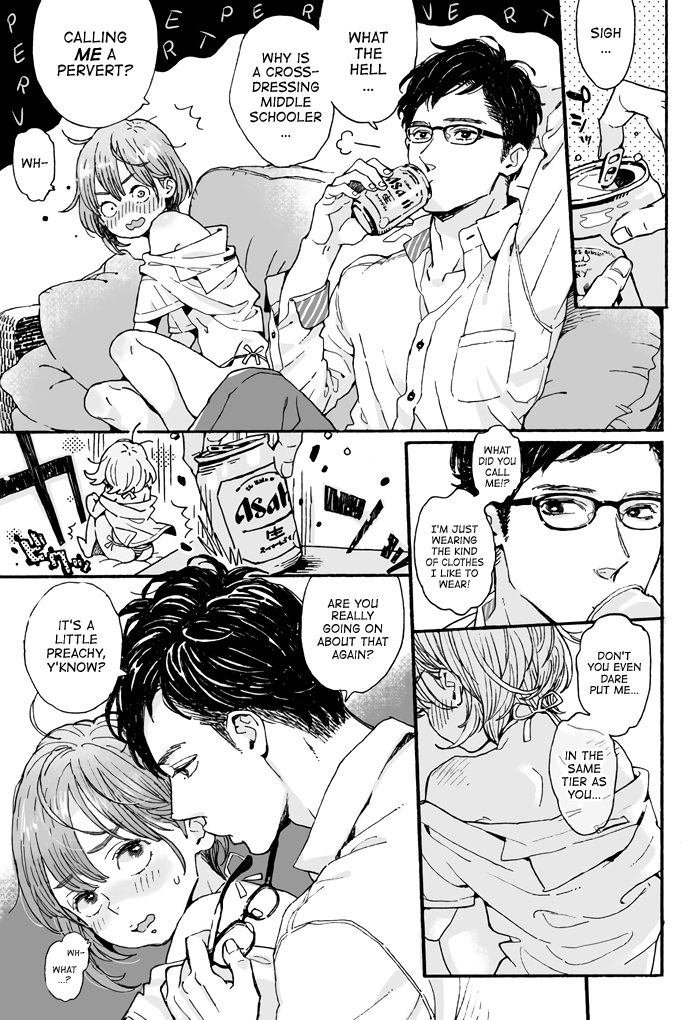 SIGH
...
WHAT
THE
HELL
...
WHY IS
A CROSS-
DRESSING
MIDDLE
SCHOOLER
...
CALLING
ME A
PERVERT?
WH-
PERVERT
PERVERT
Asahi
WHAT
DID YOU
CALL
ME!?
I'M JUST
WEARING
THE KIND
OF CLOTHES
I LIKE TO
WEAR!
Asahi
生
DON'T
YOU EVEN
DARE
PUT ME...
IN THE
SAME
TIER AS
YOU...
ARE YOU
REALLY
GOING ON
ABOUT THAT
AGAIN?
IT'S A
LITTLE
PREACHY,
Y'KNOW?
WH-
WHAT
...?